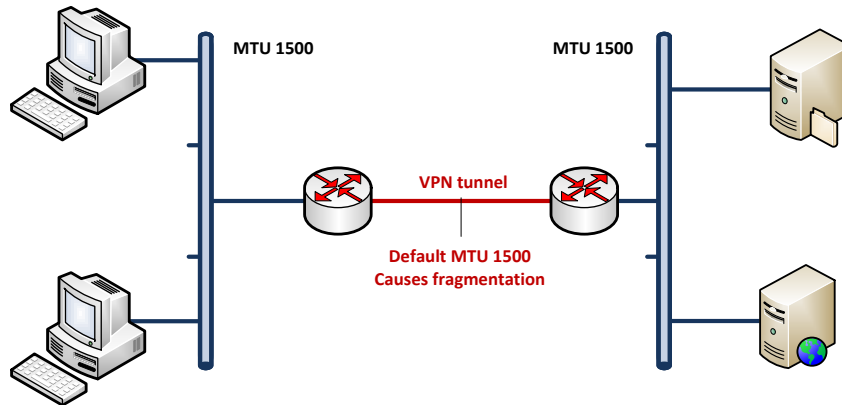 MTU 1500
MTU 1500
VPN tunnel
Default MTU 1500
Causes fragmentation